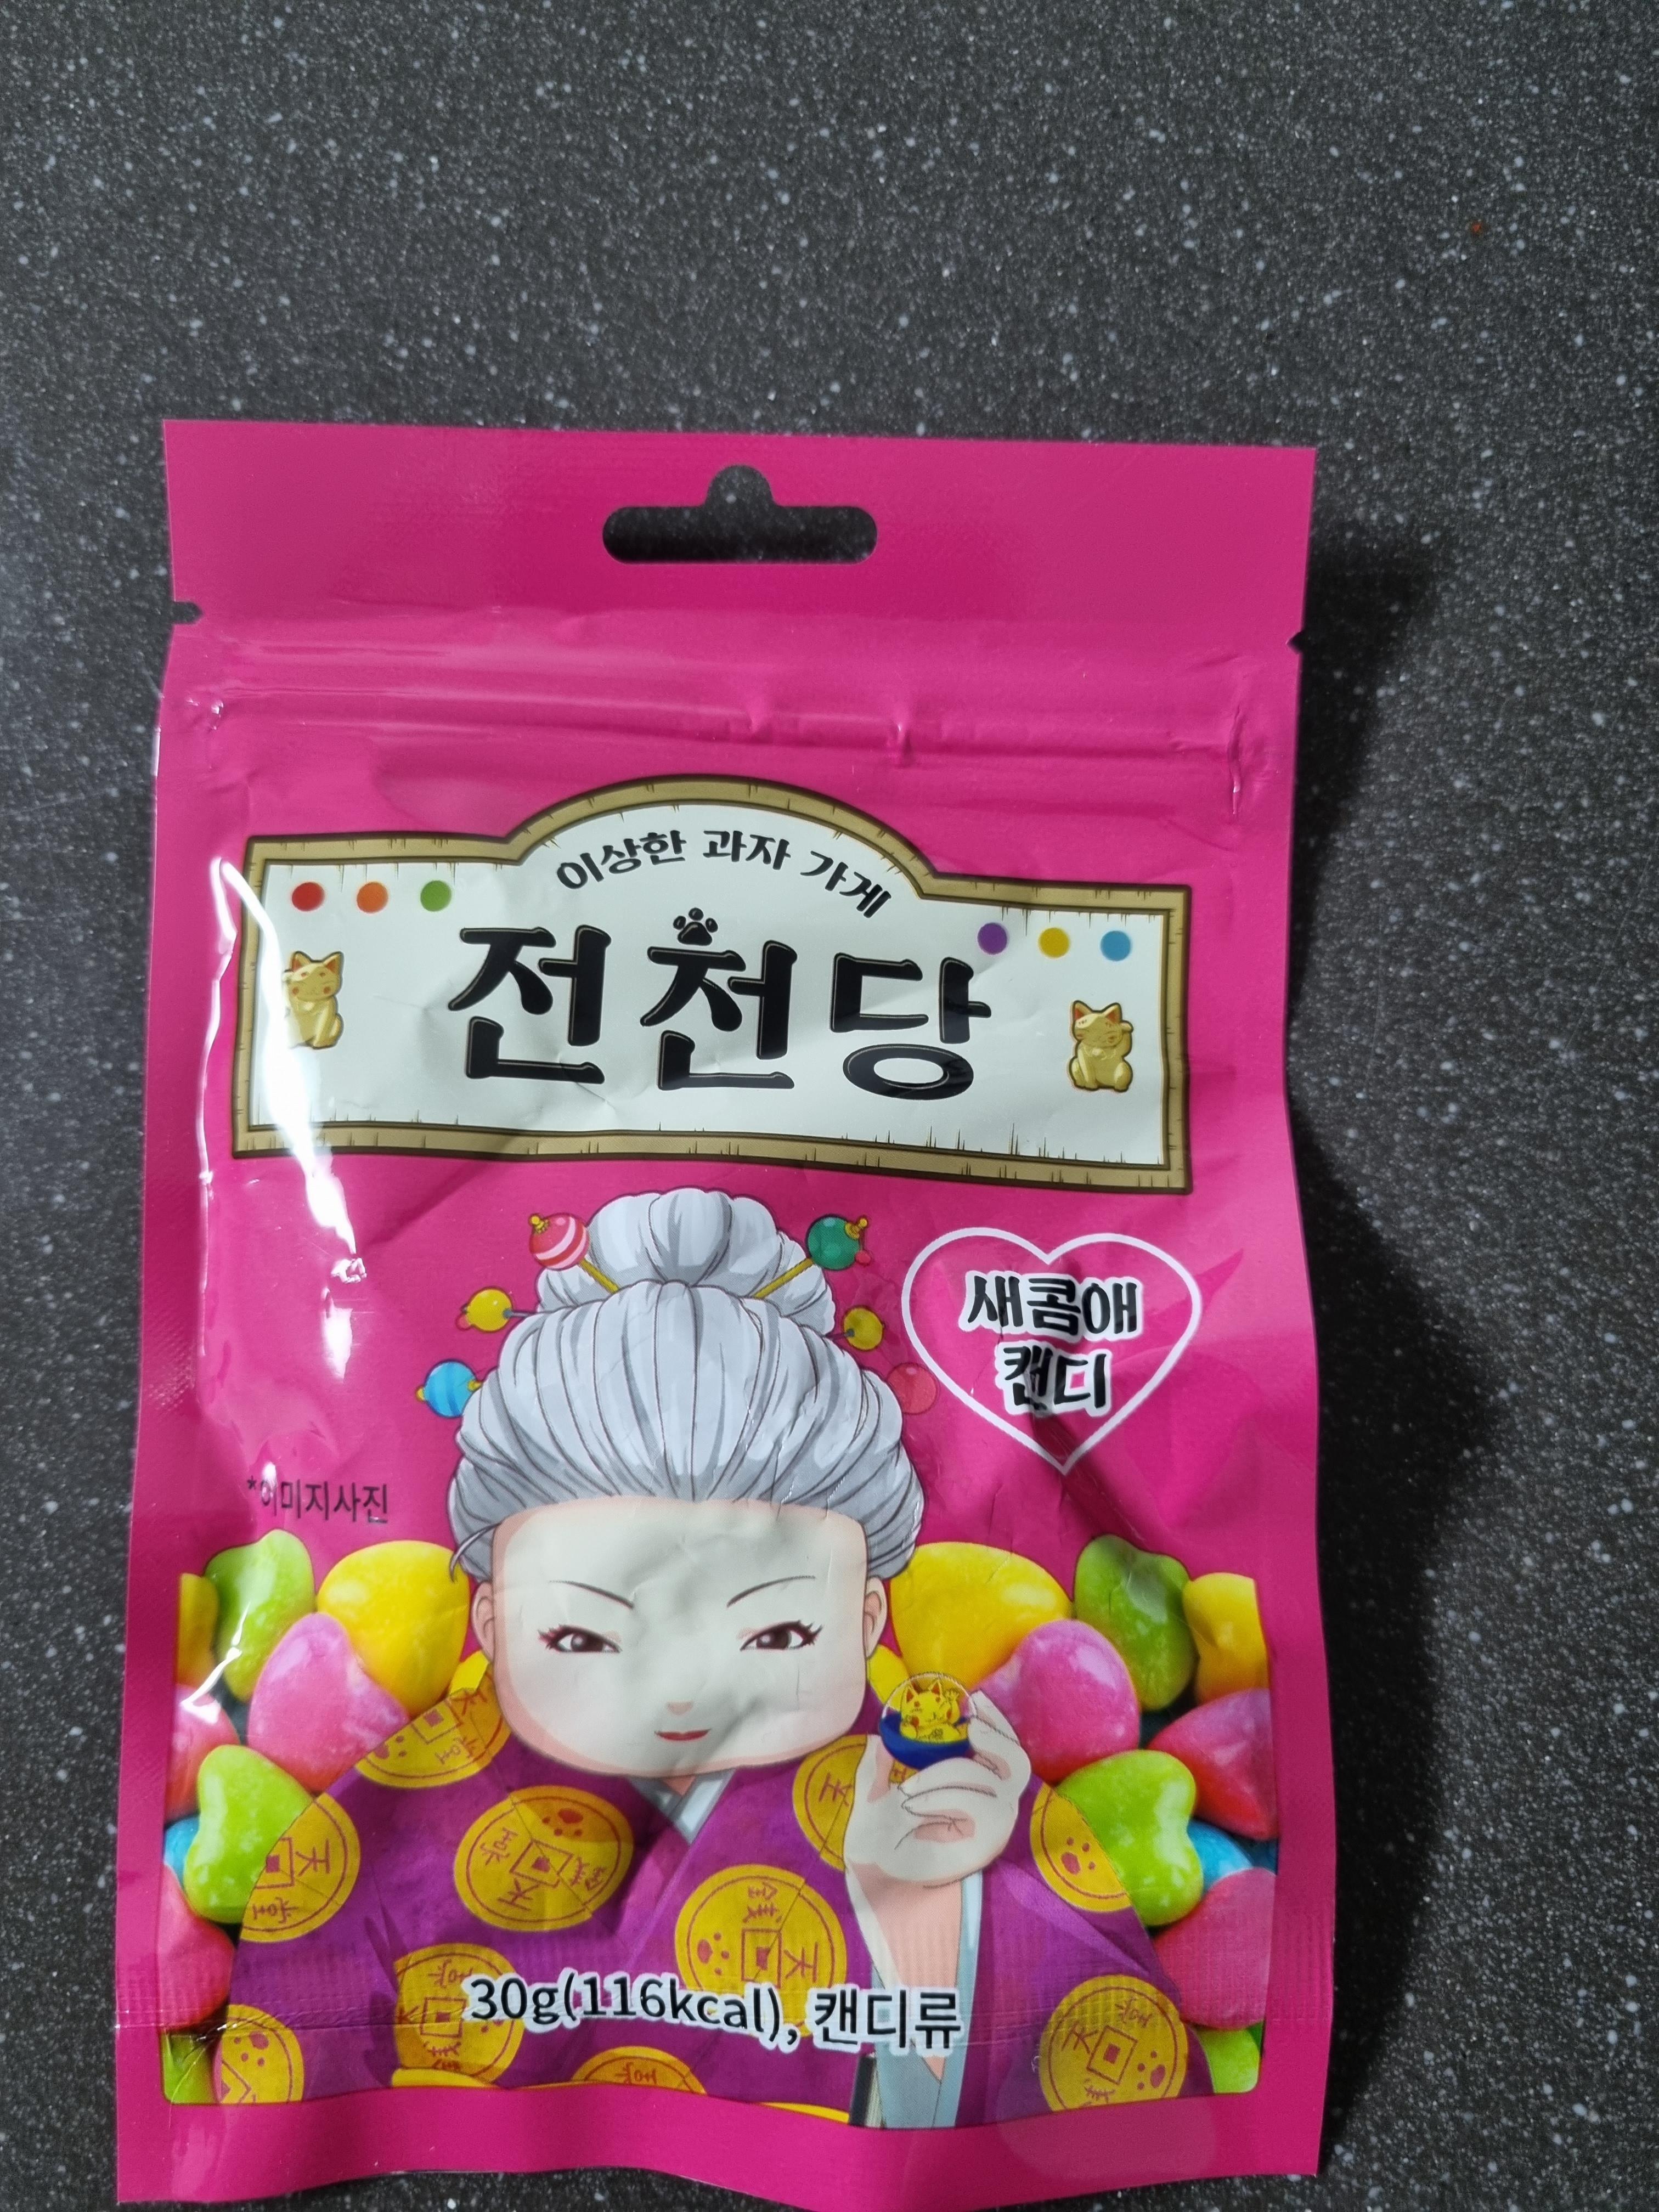 이상한 과자 가게
전천당
새콤애
캔디
*이미지사진
30g(116kcal), 캔디류